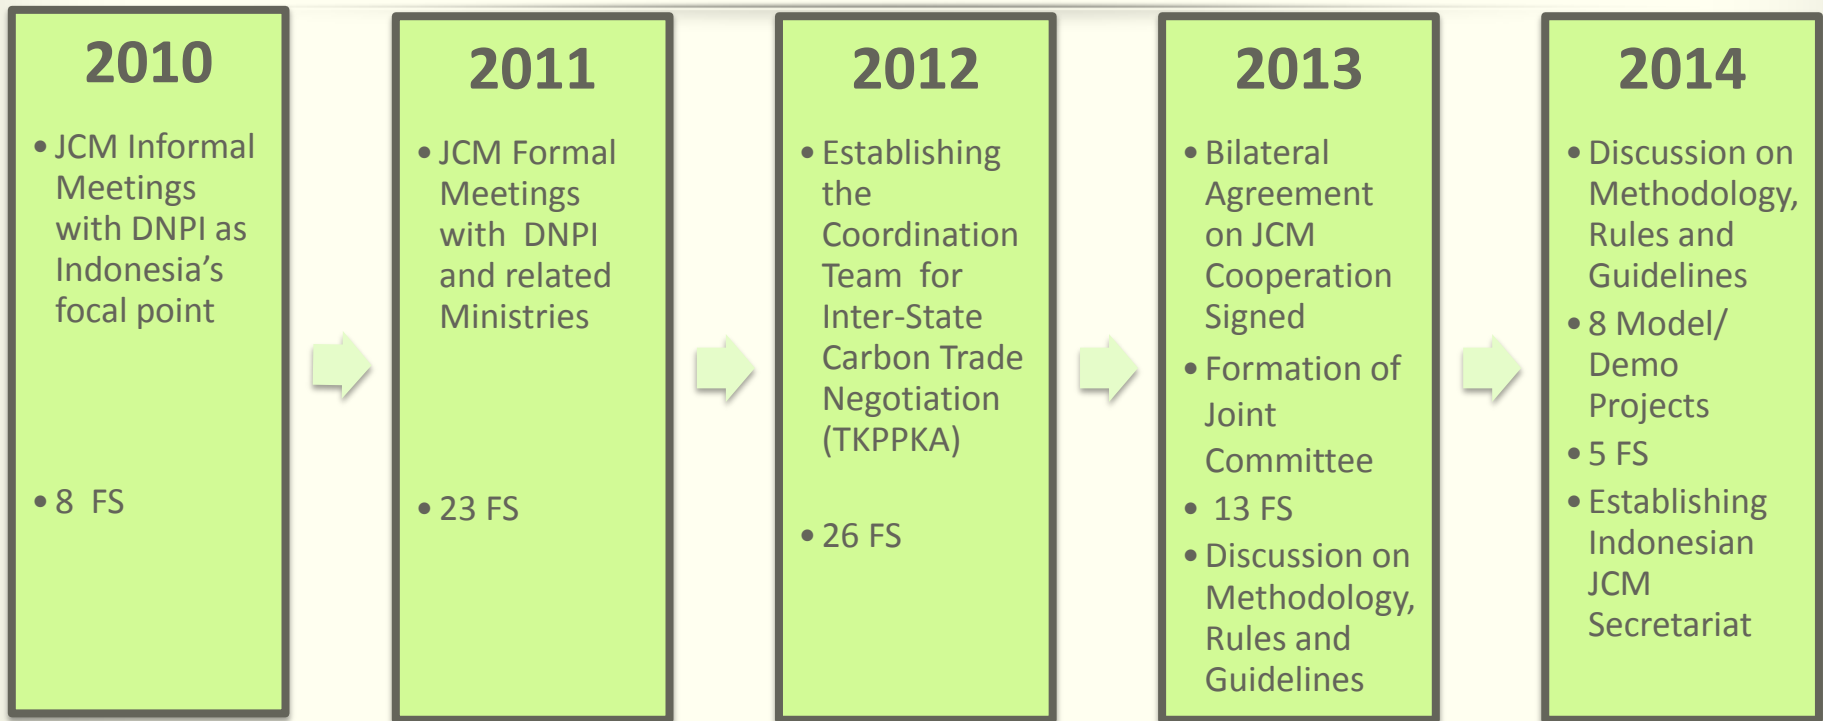 2010
• JCM Informal
Meetings
with DNPI as
Indonesia's
focal point
• 8 FS
2011
• JCM Formal
Meetings
with DNPI
and related
Ministries
• 23 FS
2012
• Establishing
the
Coordination
Team for
Inter-State
Carbon Trade
Negotiation
(TKPPKA)
• 26 FS
2013
• Bilateral
Agreement
on JCM
Cooperation
Signed
• Formation of
Joint
Committee
• 13 FS
• Discussion on
Methodology,
Rules and
Guidelines
2014
• Discussion on
Methodology,
Rules and
Guidelines
• 8 Model/
Demo
Projects
• 5 FS
• Establishing
Indonesian
JCM
Secretariat